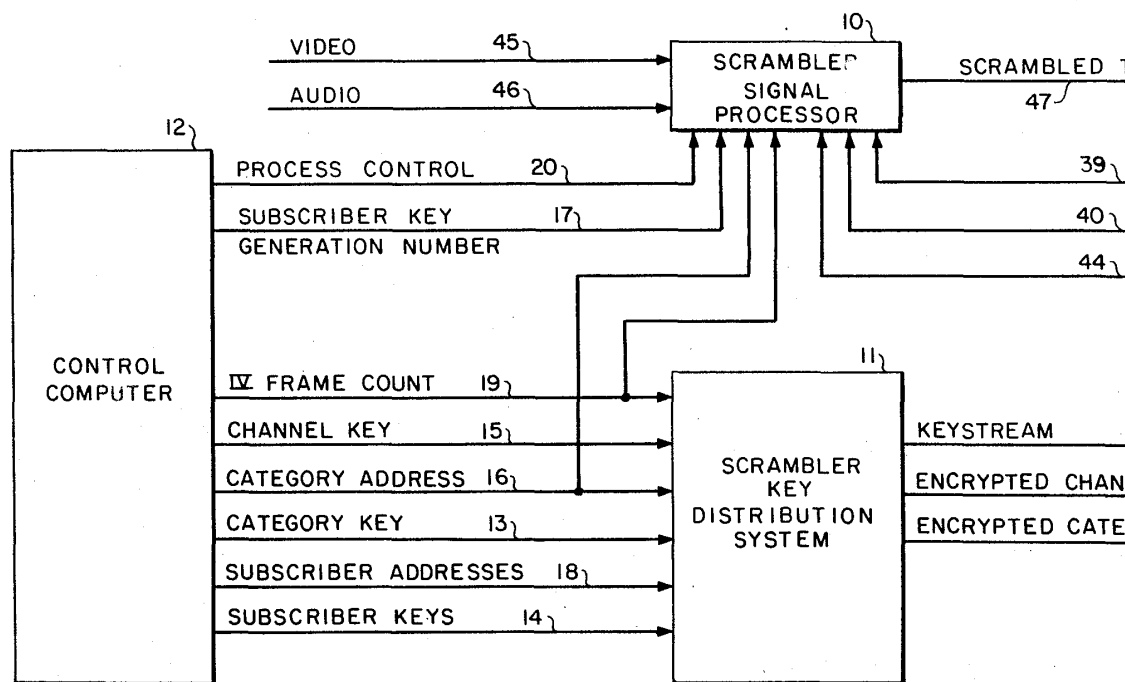 VIDEO 45
AUDIO 46
10
SCRAMBLER
SIGNAL
PROCESSOR
SCRAMBLED T
47
12
CONTROL
COMPUTER
PROCESS CONTROL 20
SUBSCRIBER KEY 17
GENERATION NUMBER
39
40
44
IV FRAME COUNT 19
CHANNEL KEY 15
CATEGORY ADDRESS 16
CATEGORY KEY 13
SUBSCRIBER ADDRESSES 18
SUBSCRIBER KEYS 14
11
SCRAMBLER
KEY
DISTRIBUTION
SYSTEM
KEYSTREAM
ENCRYPTED CHAN
ENCRYPTED CATE